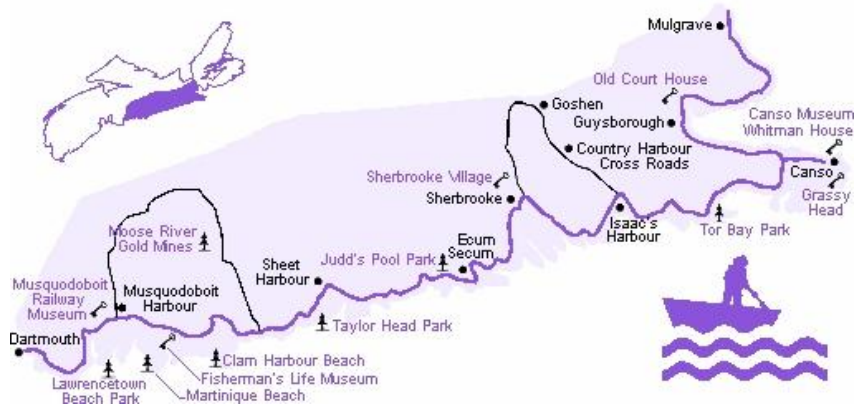 Mulgrave
Old Court House
Goshen
Guysborough
Canso Museum
Whitman House
Country Harbour
Cross Roads
Canso
Sherbrooke Village
Sherbrooke
Grassy
Head
Isaac's
Harbour
Tor Bay Park
Moose River
Gold Mines
Ecum
Secum
Judd's Pool Park
Sheet
Harbour
Musquodoboit
Railway
Museum
Musquodoboit
Harbour
Taylor Head Park
Dartmouth
Clam Harbour Beach
Fisherman's Life Museum
Martinique Beach
Lawrencetown
Beach Park